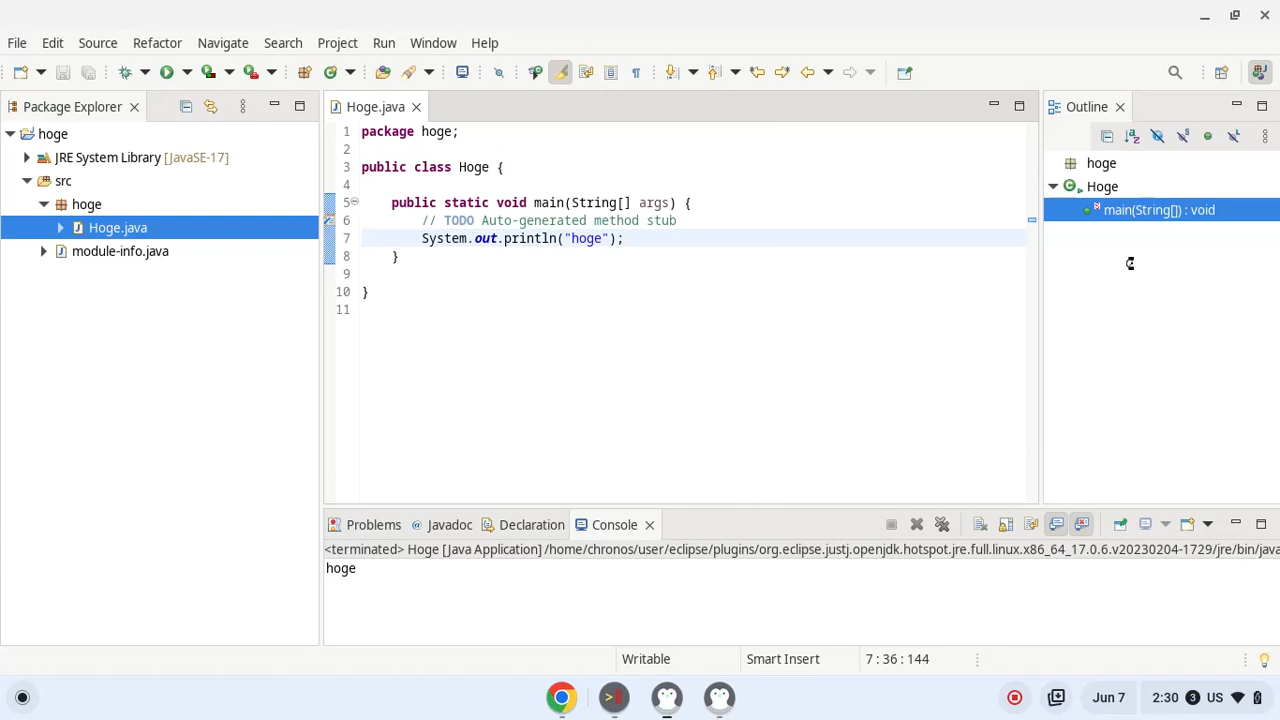 File Edit Source Refactor Navigate Search Project Run Window Help
Package Explorer
hoge
JRE System Library [JavaSE-17]
src
hoge
Hoge.java
module-info.java
Hoge.java
1 package hoge;
2
3 public class Hoge {
4
5 public static void main(String[] args) {
6 // TODO Auto-generated method stub
7 System.out.println("hoge");
8 }
9
10 }
11
Outline
hoge
Hoge
main(String[]) : void
Problems Javadoc Declaration Console
<terminated> Hoge [Java Application] /home/chronos/user/eclipse/plugins/org.eclipse.justj.openjdk.hotspot.jre.full.linux.x86_64_17.0.6.v20230204-1729/jre/bin/java
hoge
Writable Smart Insert 7 : 36 : 144
Jun 7 2:30 3 US